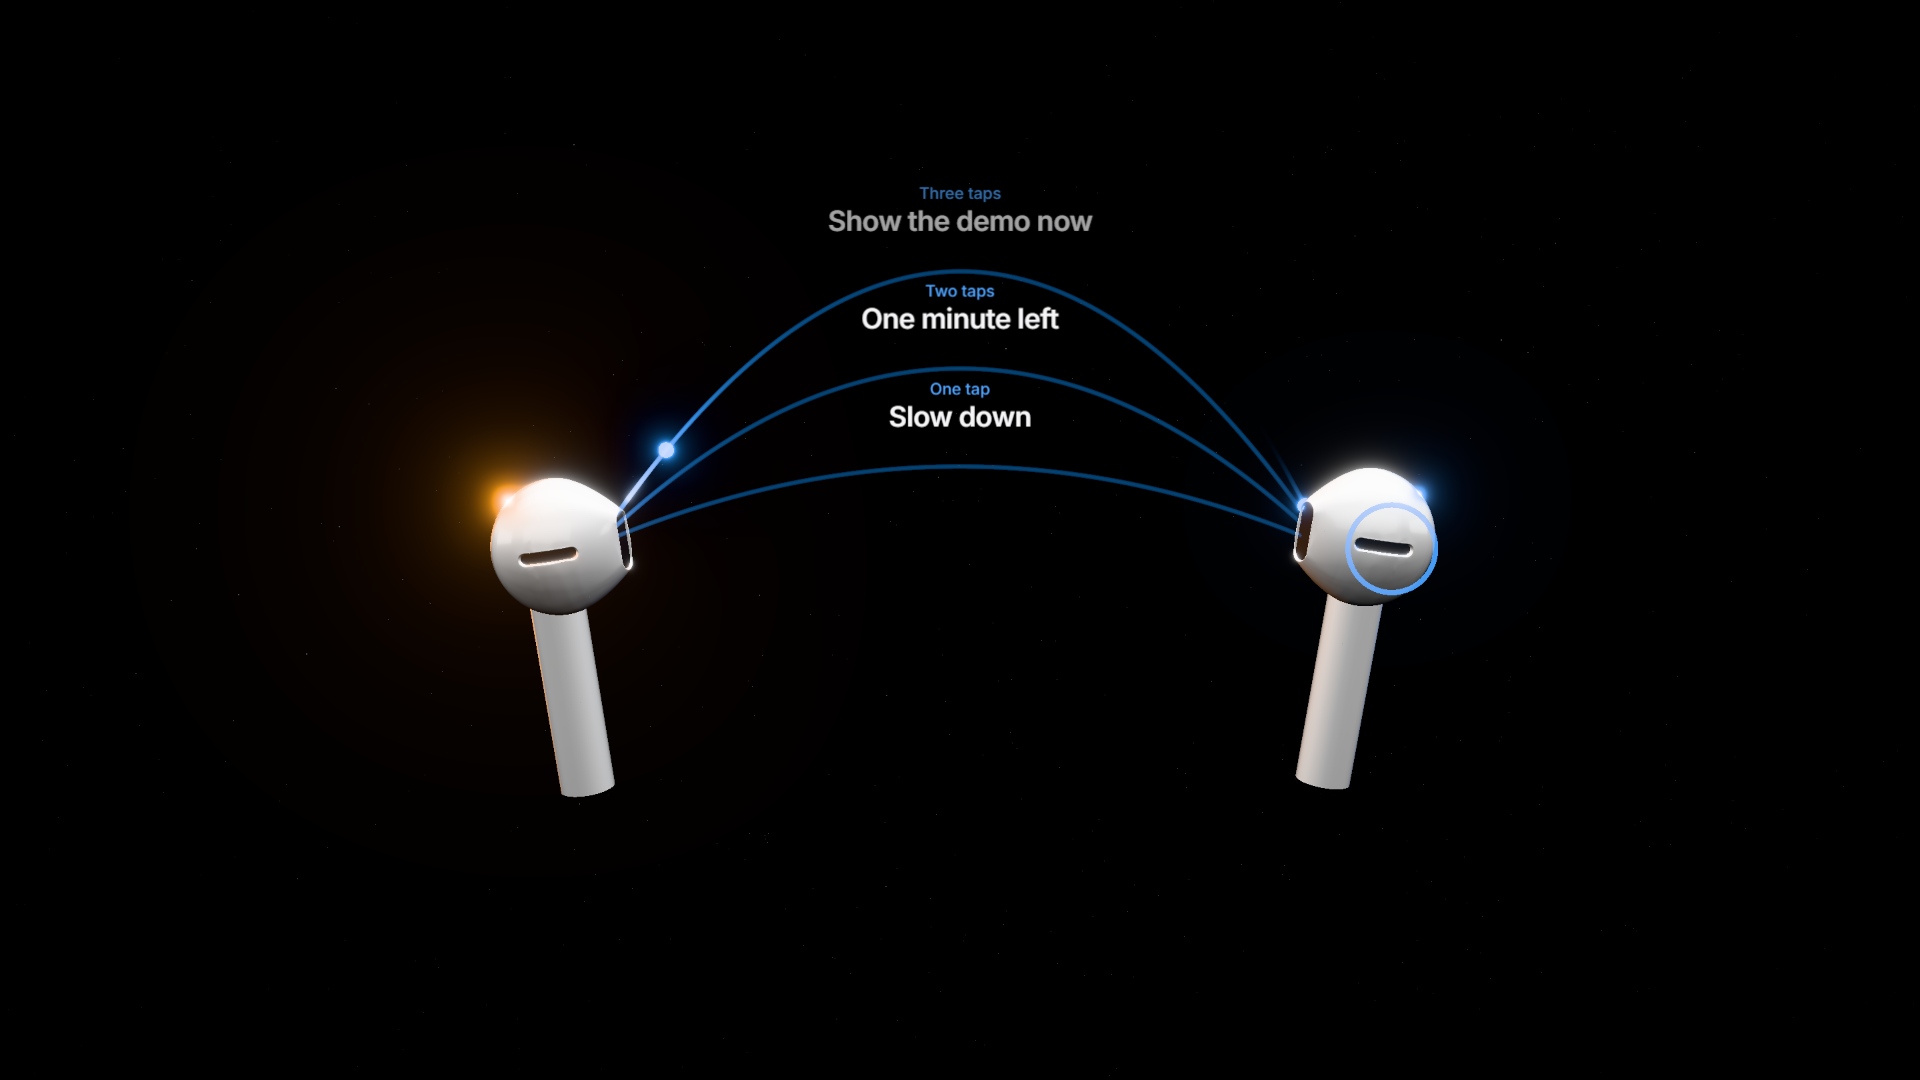 Three taps
Show the demo now
Two taps
One minute left
One tap
Slow down